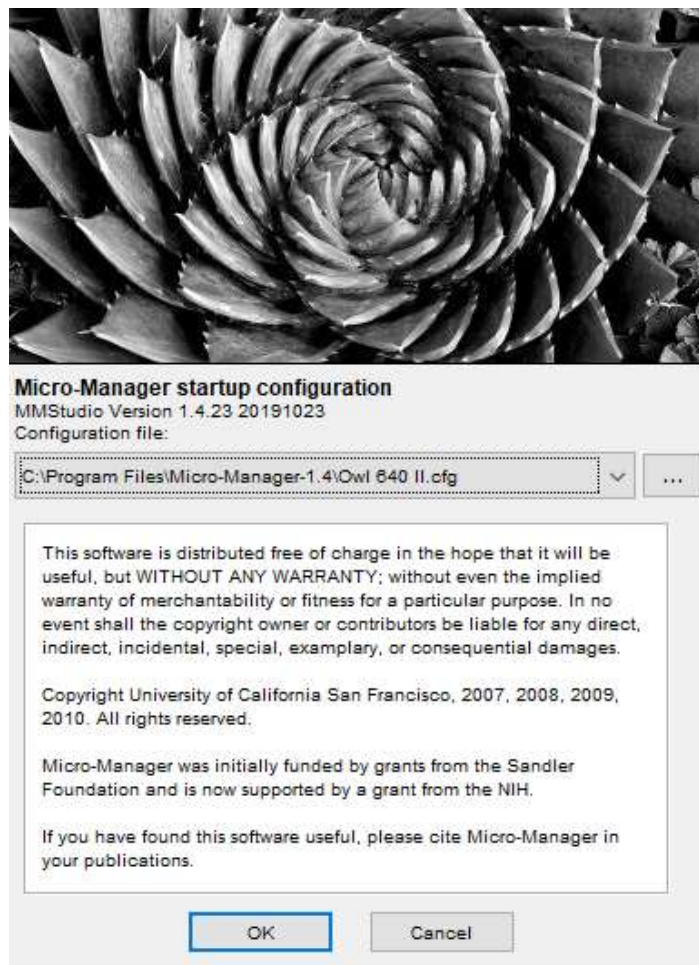 Micro-Manager startup configuration
MMStudio Version 1.4.23 20191023
Configuration file:
C:\Program Files\Micro-Manager-1.4\Owl 640 II.cfg
...
This software is distributed free of charge in the hope that it will be
useful, but WITHOUT ANY WARRANTY; without even the implied
warranty of merchantability or fitness for a particular purpose. In no
event shall the copyright owner or contributors be liable for any direct,
indirect, incidental, special, examplary, or consequential damages.
Copyright University of California San Francisco, 2007, 2008, 2009,
2010. All rights reserved.
Micro-Manager was initially funded by grants from the Sandler
Foundation and is now supported by a grant from the NIH.
If you have found this software useful, please cite Micro-Manager in
your publications.
OK
Cancel